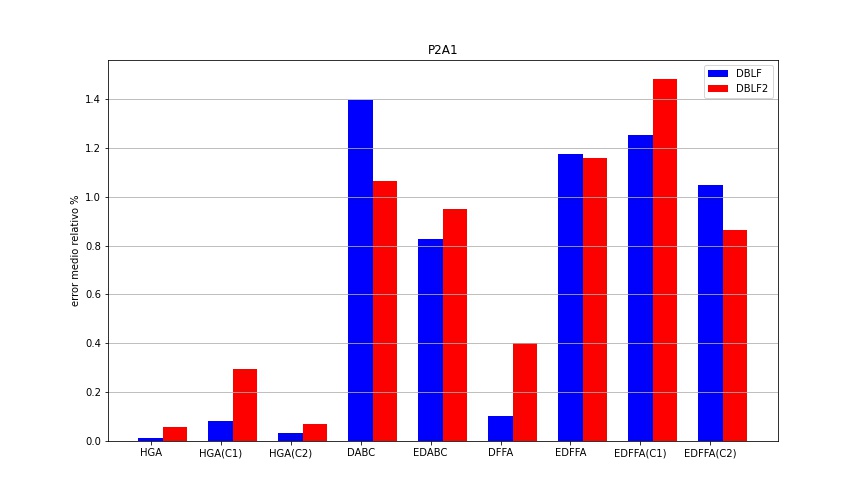 P2A1
DBLF
DBLF2
error medio relativo %
1.4
1.2
1.0
0.8
0.6
0.4
0.2
0.0
HGA HGA(C1) HGA(C2) DABC EDABC DFFA EDFFA EDFFA(C1) EDFFA(C2)